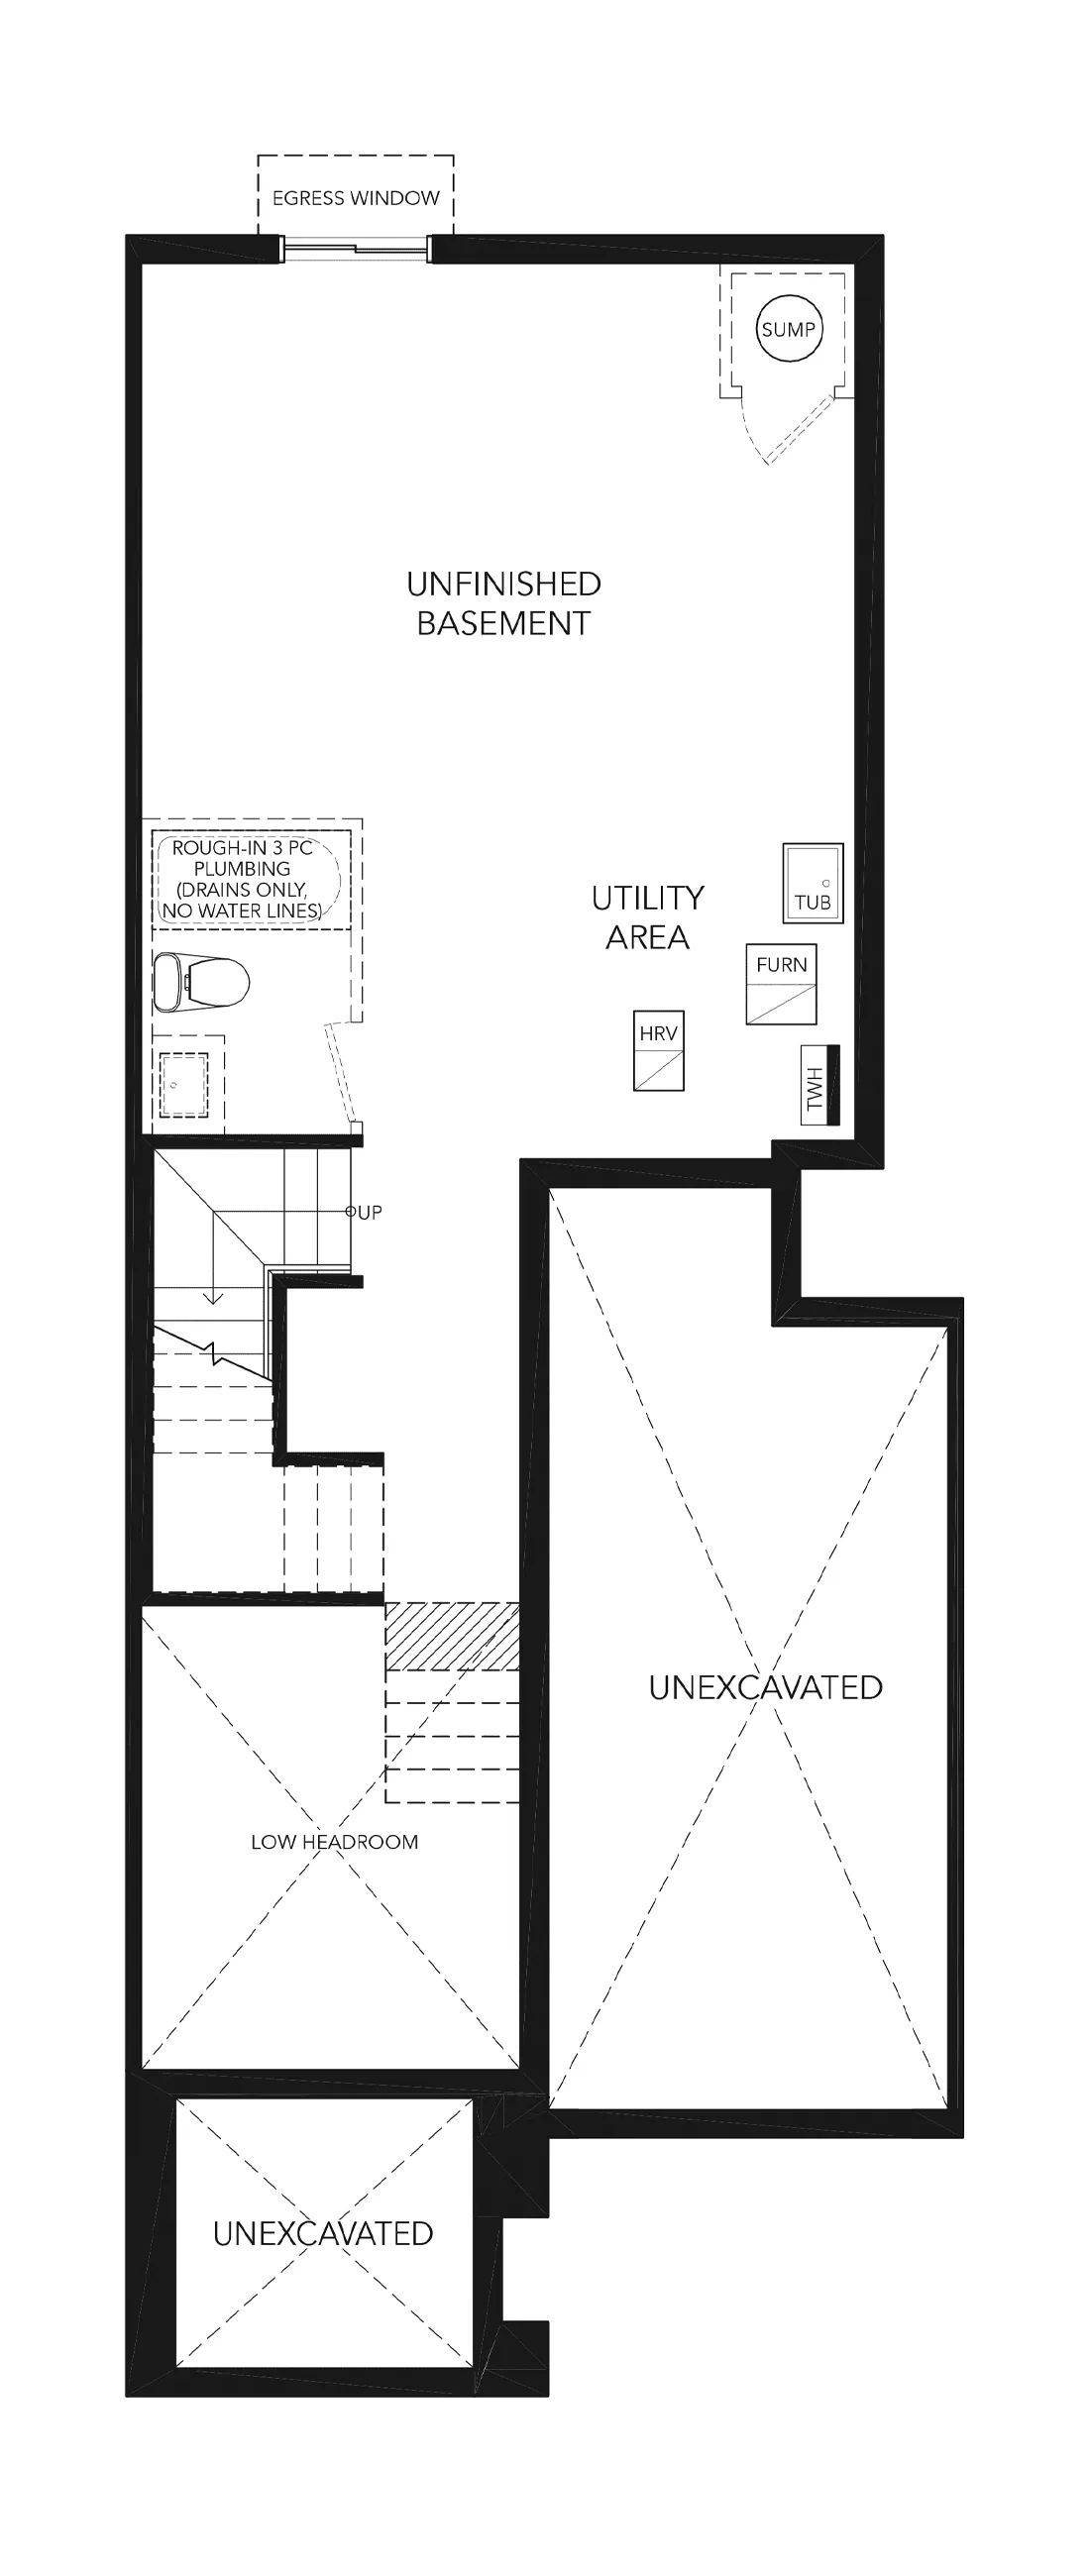 EGRESS WINDOW
SUMP
UNFINISHED
BASEMENT
ROUGH-IN 3 PC
PLUMBING
(DRAINS ONLY,
NO WATER LINES)
UTILITY
AREA
TUB
FURN
HRV
TWH
UP
UNEXCAVATED
LOW HEADROOM
UNEXCAVATED